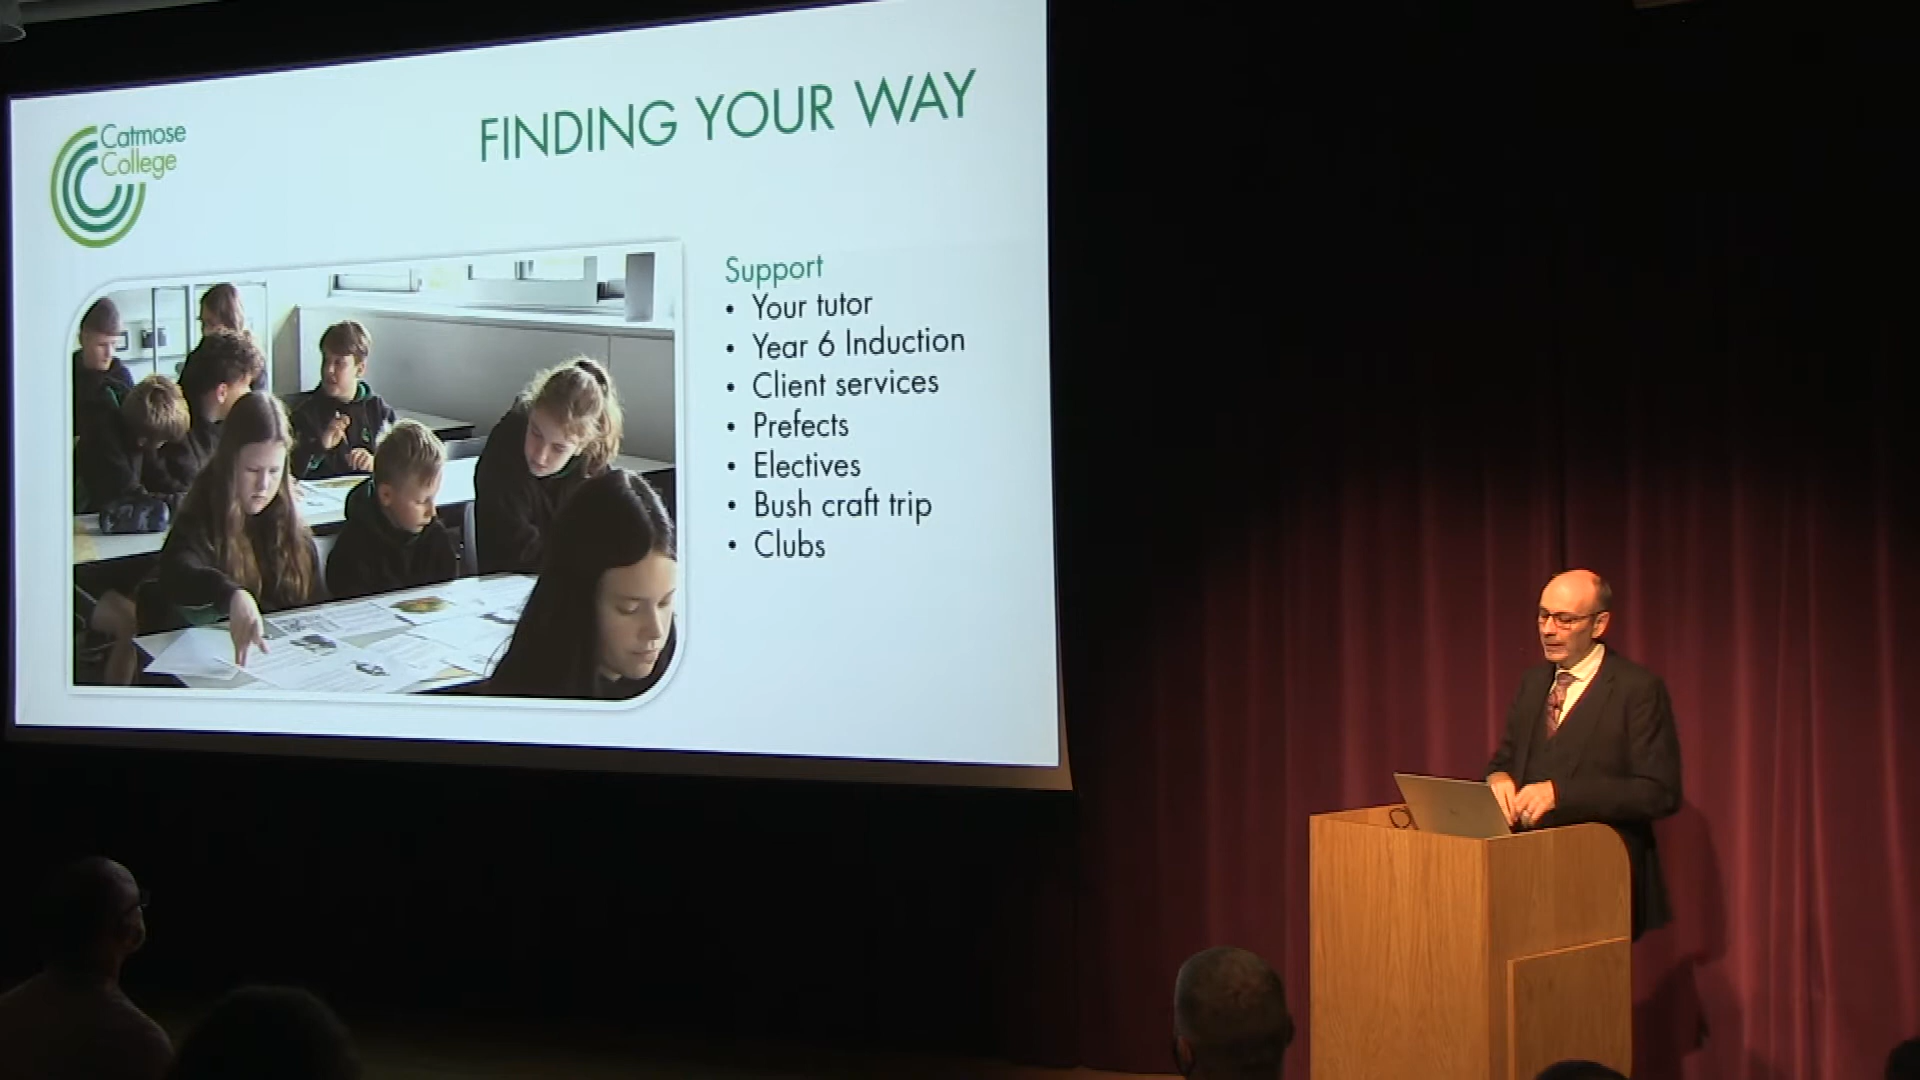 Catmose
College
FINDING YOUR WAY
Support
• Your tutor
• Year 6 Induction
• Client services
• Prefects
• Electives
• Bush craft trip
• Clubs